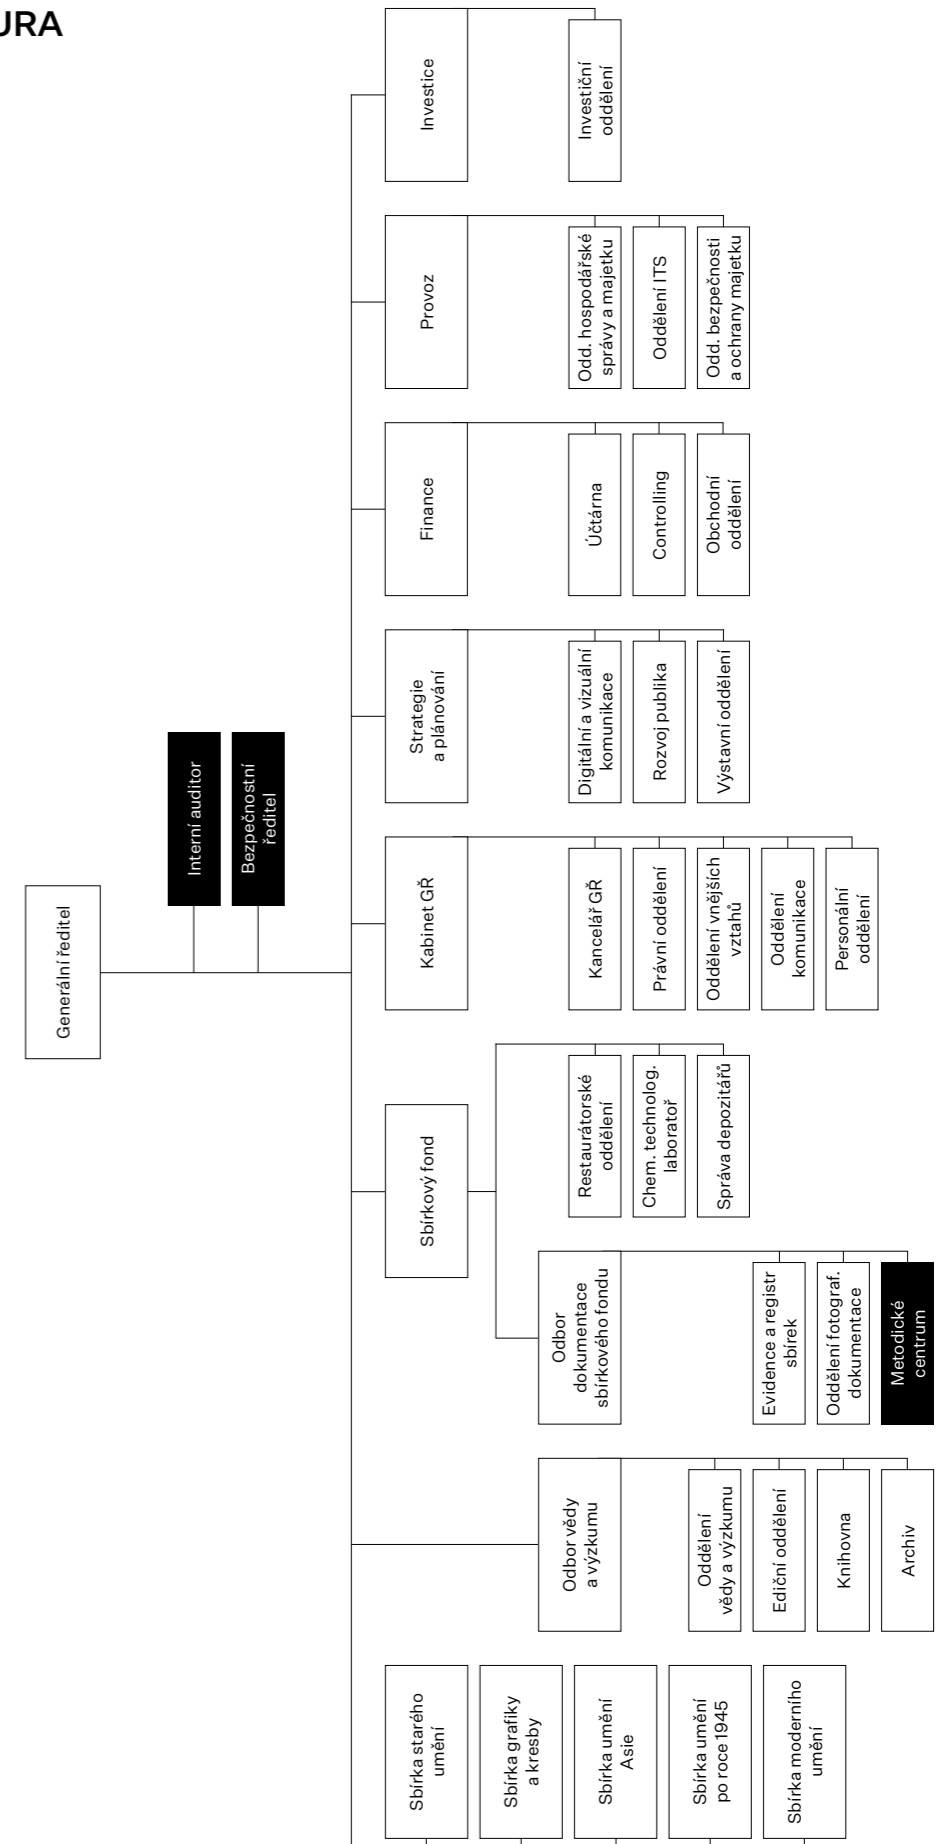 URA
Generální ředitel
Interní auditor
Bezpečnostní
ředitel
Sbírka starého
umění
Sbírka grafiky
a kresby
Sbírka umění
Asie
Sbírka umění
po roce 1945
Sbírka moderního
umění
Odbor vědy
a výzkumu
Oddělení
vědy a výzkumu
Ediční oddělení
Knihovna
Archiv
Sbírkový fond
Odbor
dokumentace
sbírkového fondu
Evidence a registr
sbírek
Oddělení fotograf.
dokumentace
Metodické
centrum
Restaurátorské
oddělení
Chem. technolog.
laboratoř
Správa depozitářů
Kabinet GŘ
Kancelář GŘ
Právní oddělení
Oddělení vnějších
vztahů
Oddělení
komunikace
Personální
oddělení
Strategie
a plánování
Digitální a vizuální
komunikace
Rozvoj publika
Výstavní oddělení
Finance
Účtárna
Controlling
Obchodní
oddělení
Provoz
Odd. hospodářské
správy a majetku
Oddělení ITS
Odd. bezpečnosti
a ochrany majetku
Investice
Investiční
oddělení